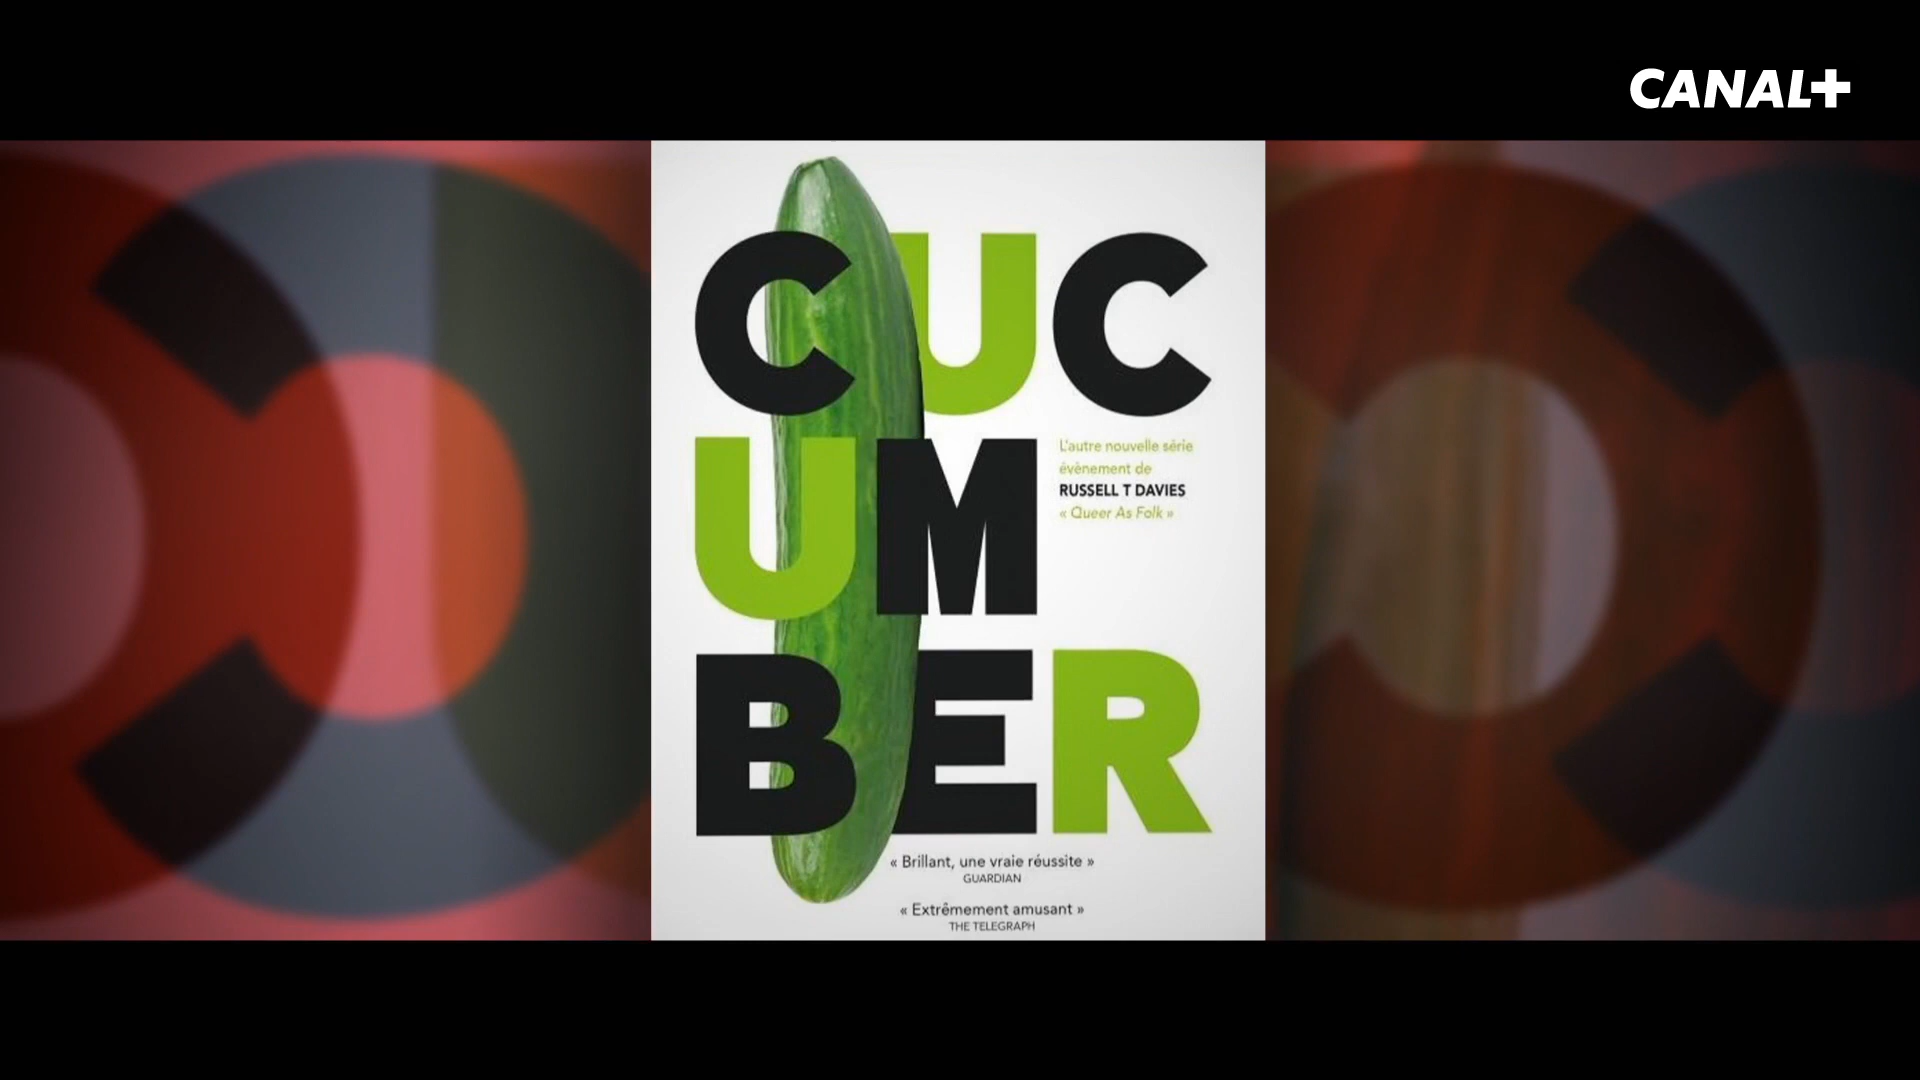 CANAL+
CUC
UM
L'autre nouvelle série
évènement de
RUSSELL T DAVIES
« Queer As Folk »
BER
« Brillant, une vraie réussite »
GUARDIAN
« Extrêmement amusant »
THE TELEGRAPH